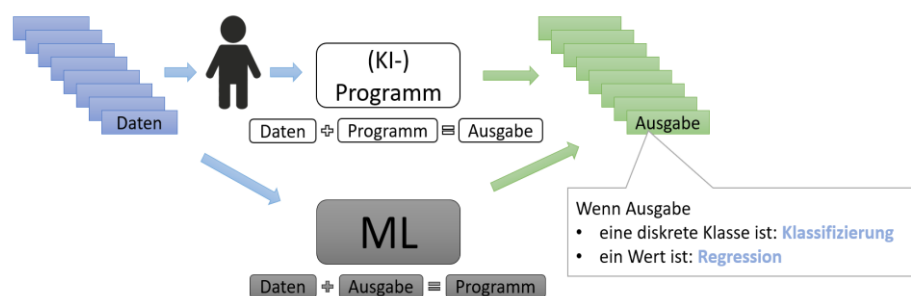 (KI-)
Programm
Daten
Ausgabe
Daten + Programm = Ausgabe
Wenn Ausgabe
• eine diskrete Klasse ist: Klassifizierung
• ein Wert ist: Regression
ML
Daten + Ausgabe = Programm